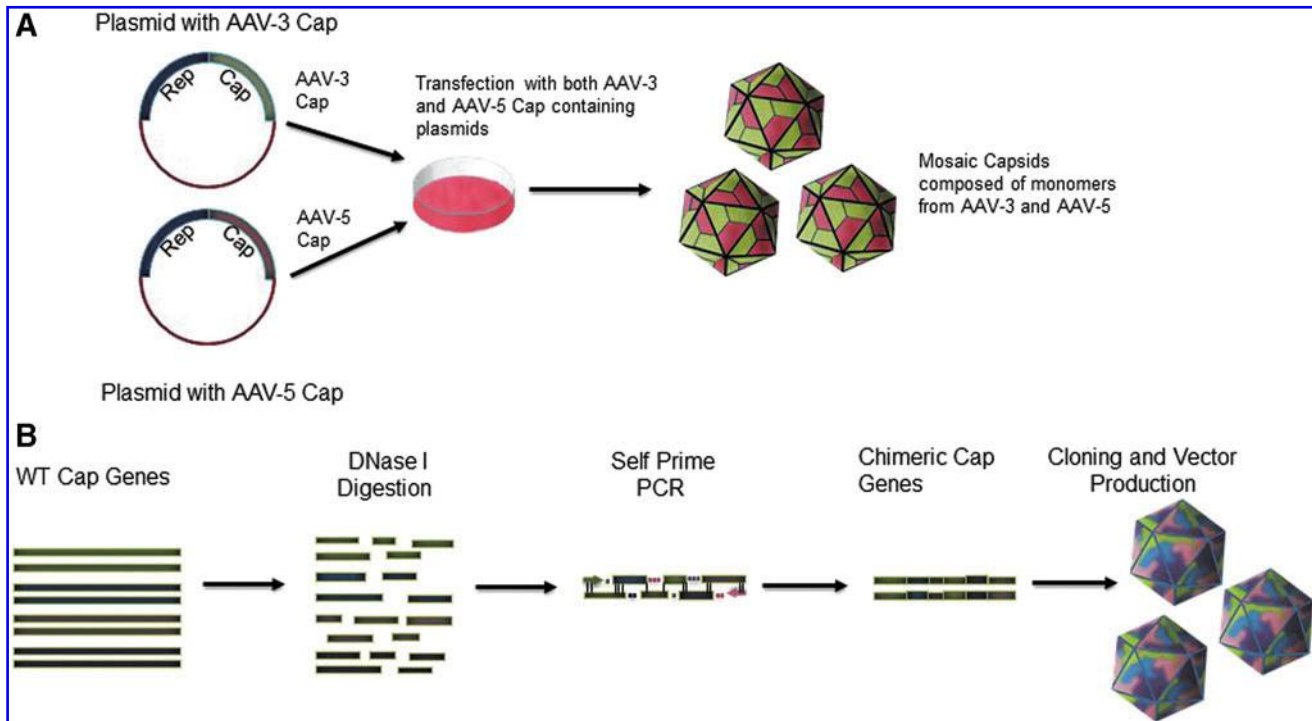 A
Plasmid with AAV-3 Cap
Rep Cap
AAV-3
Cap
Transfection with both AAV-3
and AAV-5 Cap containing
plasmids
Mosaic Capsids
composed of monomers
from AAV-3 and AAV-5
Rep Cap
AAV-5
Cap
Plasmid with AAV-5 Cap
B
WT Cap Genes
DNase I
Digestion
Self Prime
PCR
Chimeric Cap
Genes
Cloning and Vector
Production